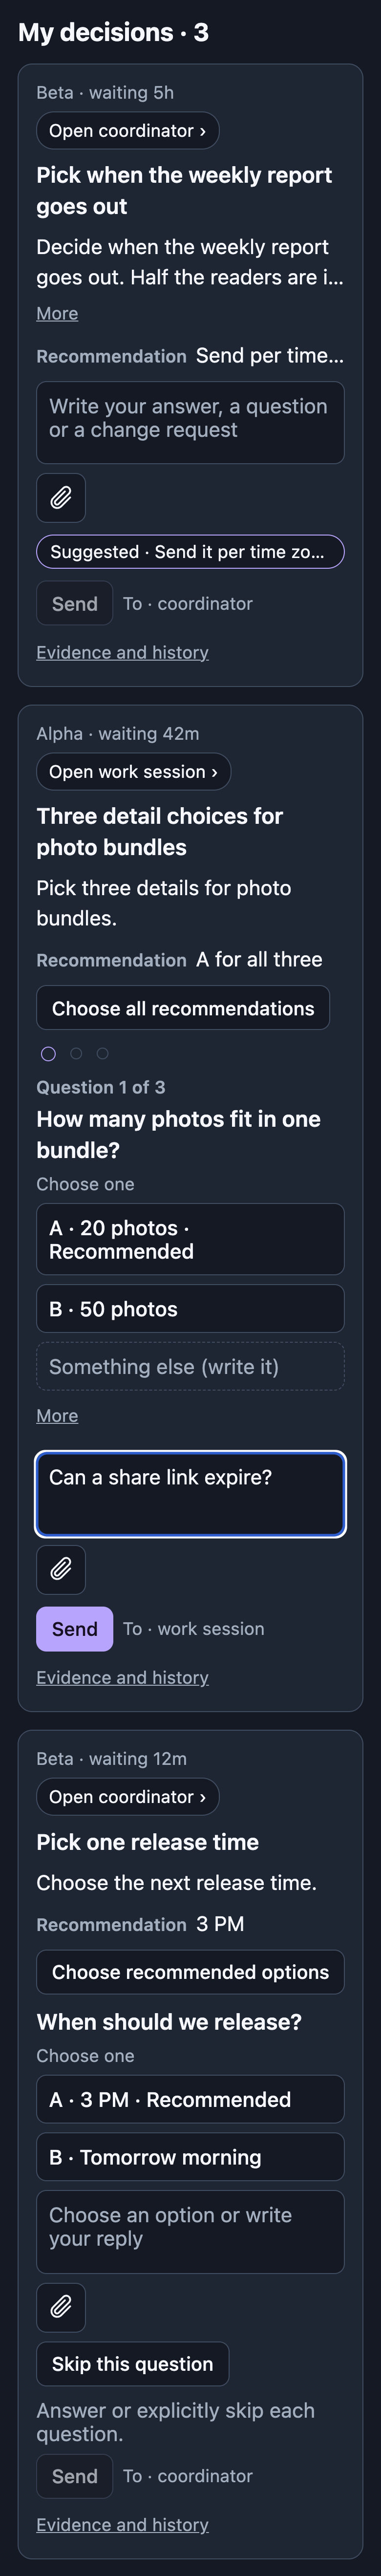 My decisions · 3
Beta · waiting 5h
Open coordinator ›
Pick when the weekly report
goes out
Decide when the weekly report
goes out. Half the readers are i...
More
Recommendation Send per time...
Write your answer, a question
or a change request
Suggested · Send it per time zo...
Send To · coordinator
Evidence and history
Alpha · waiting 42m
Open work session ›
Three detail choices for
photo bundles
Pick three details for photo
bundles.
Recommendation A for all three
Choose all recommendations
Question 1 of 3
How many photos fit in one
bundle?
Choose one
A · 20 photos ·
Recommended
B · 50 photos
Something else (write it)
More
Can a share link expire?
Send To · work session
Evidence and history
Beta · waiting 12m
Open coordinator ›
Pick one release time
Choose the next release time.
Recommendation 3 PM
Choose recommended options
When should we release?
Choose one
A · 3 PM · Recommended
B · Tomorrow morning
Choose an option or write
your reply
Skip this question
Answer or explicitly skip each
question.
Send To · coordinator
Evidence and history